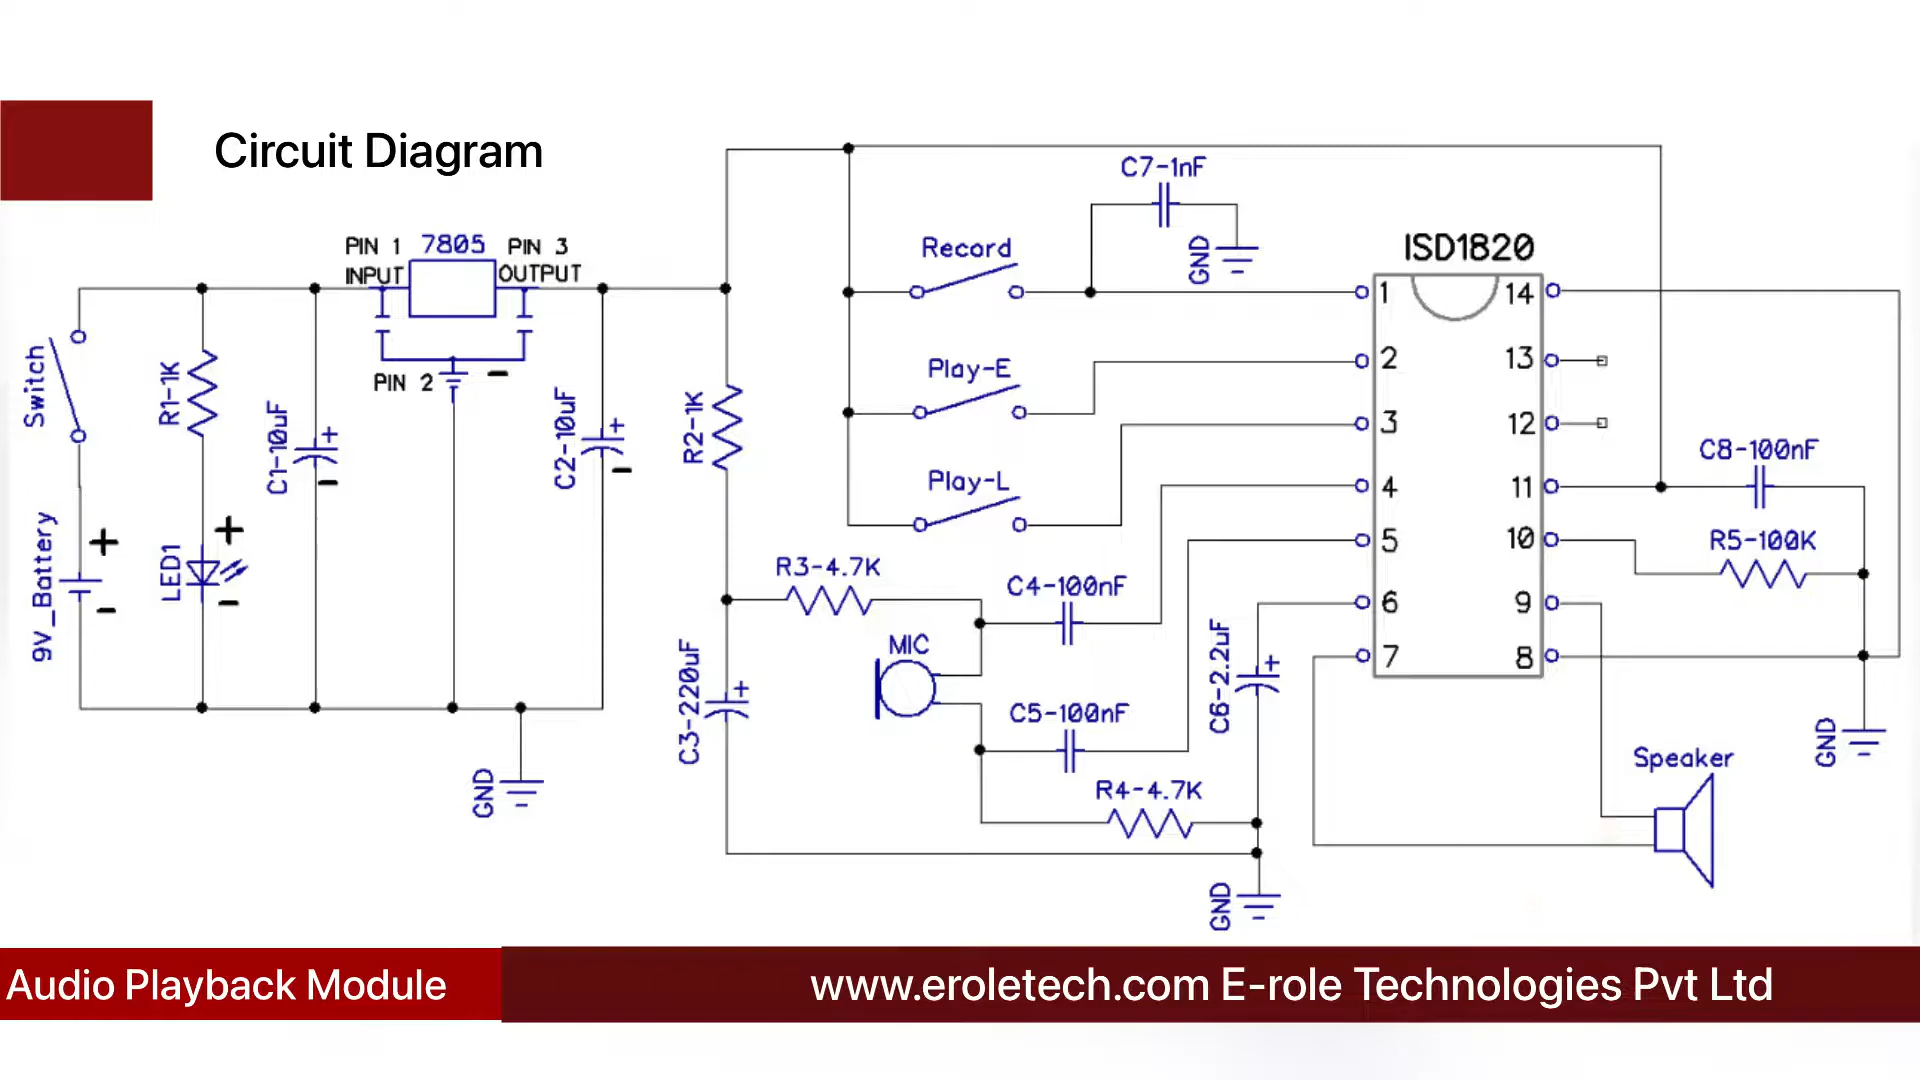 Circuit Diagram
C7-1nF
GND
Record
ISD1820
PIN 1
7805
PIN 3
INPUT
OUTPUT
PIN 2
-
Switch
R1-1K
C1-10uF
+
-
C2-10uF
+
-
R2-1K
Play-E
Play-L
1
2
3
4
5
6
7
14
13
12
11
10
9
8
C8-100nF
R5-100K
9V_Battery
+
-
LED1
+
-
R3-4.7K
C4-100nF
MIC
C3-220uF
+
C5-100nF
C6-2.2uF
+
R4-4.7K
GND
GND
GND
Speaker
Audio Playback Module
www.eroletech.com E-role Technologies Pvt Ltd